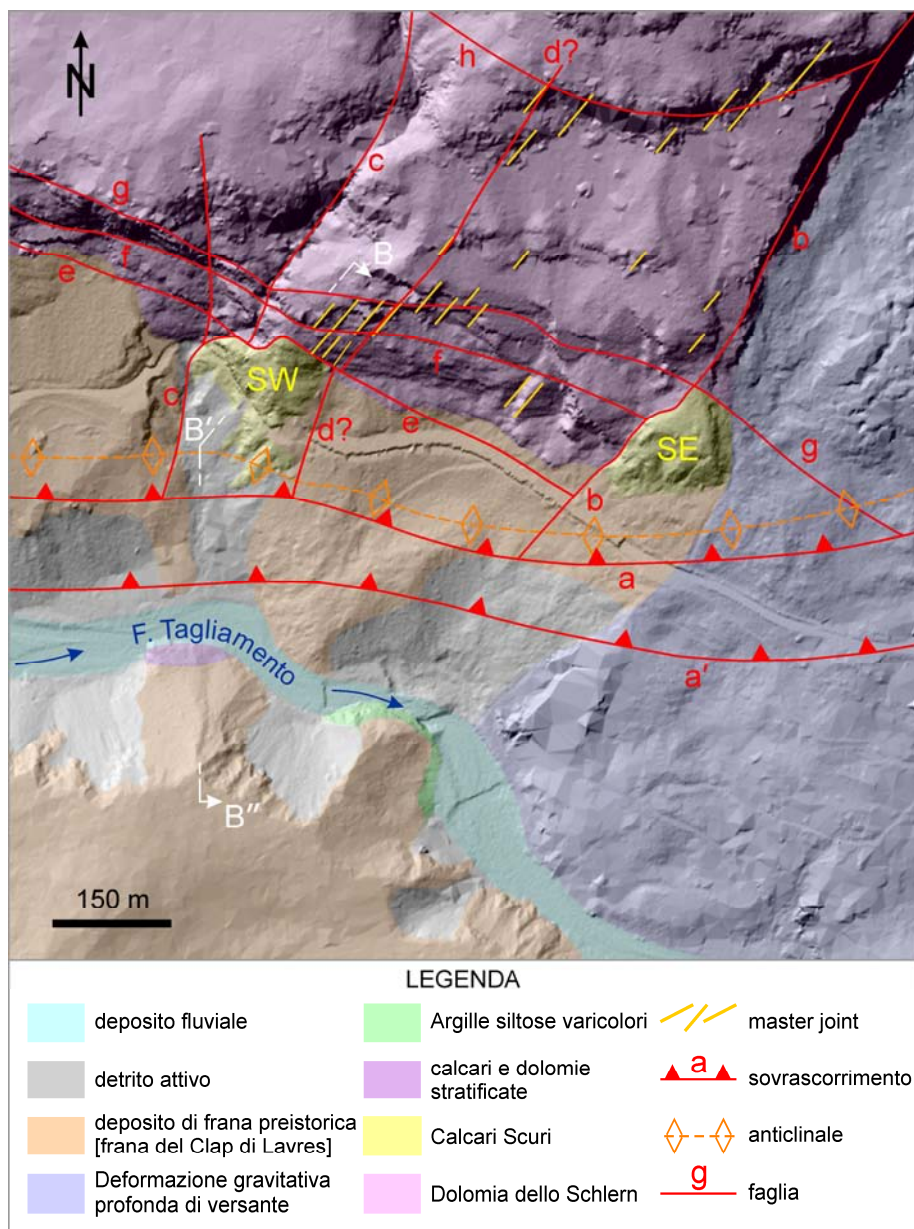 N
h
d?
c
b
g
f
e
B
SW
c
B′
d?
f
e
SE
g
b
a
F. Tagliamento
a′
B″
150 m
LEGENDA
deposito fluviale
detrito attivo
deposito di frana preistorica
[frana del Clap di Lavres]
Deformazione gravitativa
profonda di versante
Argille siltose varicolori
calcari e dolomie
stratificate
Calcari Scuri
Dolomia dello Schlern
master joint
a
sovrascorrimento
anticlinale
g
faglia